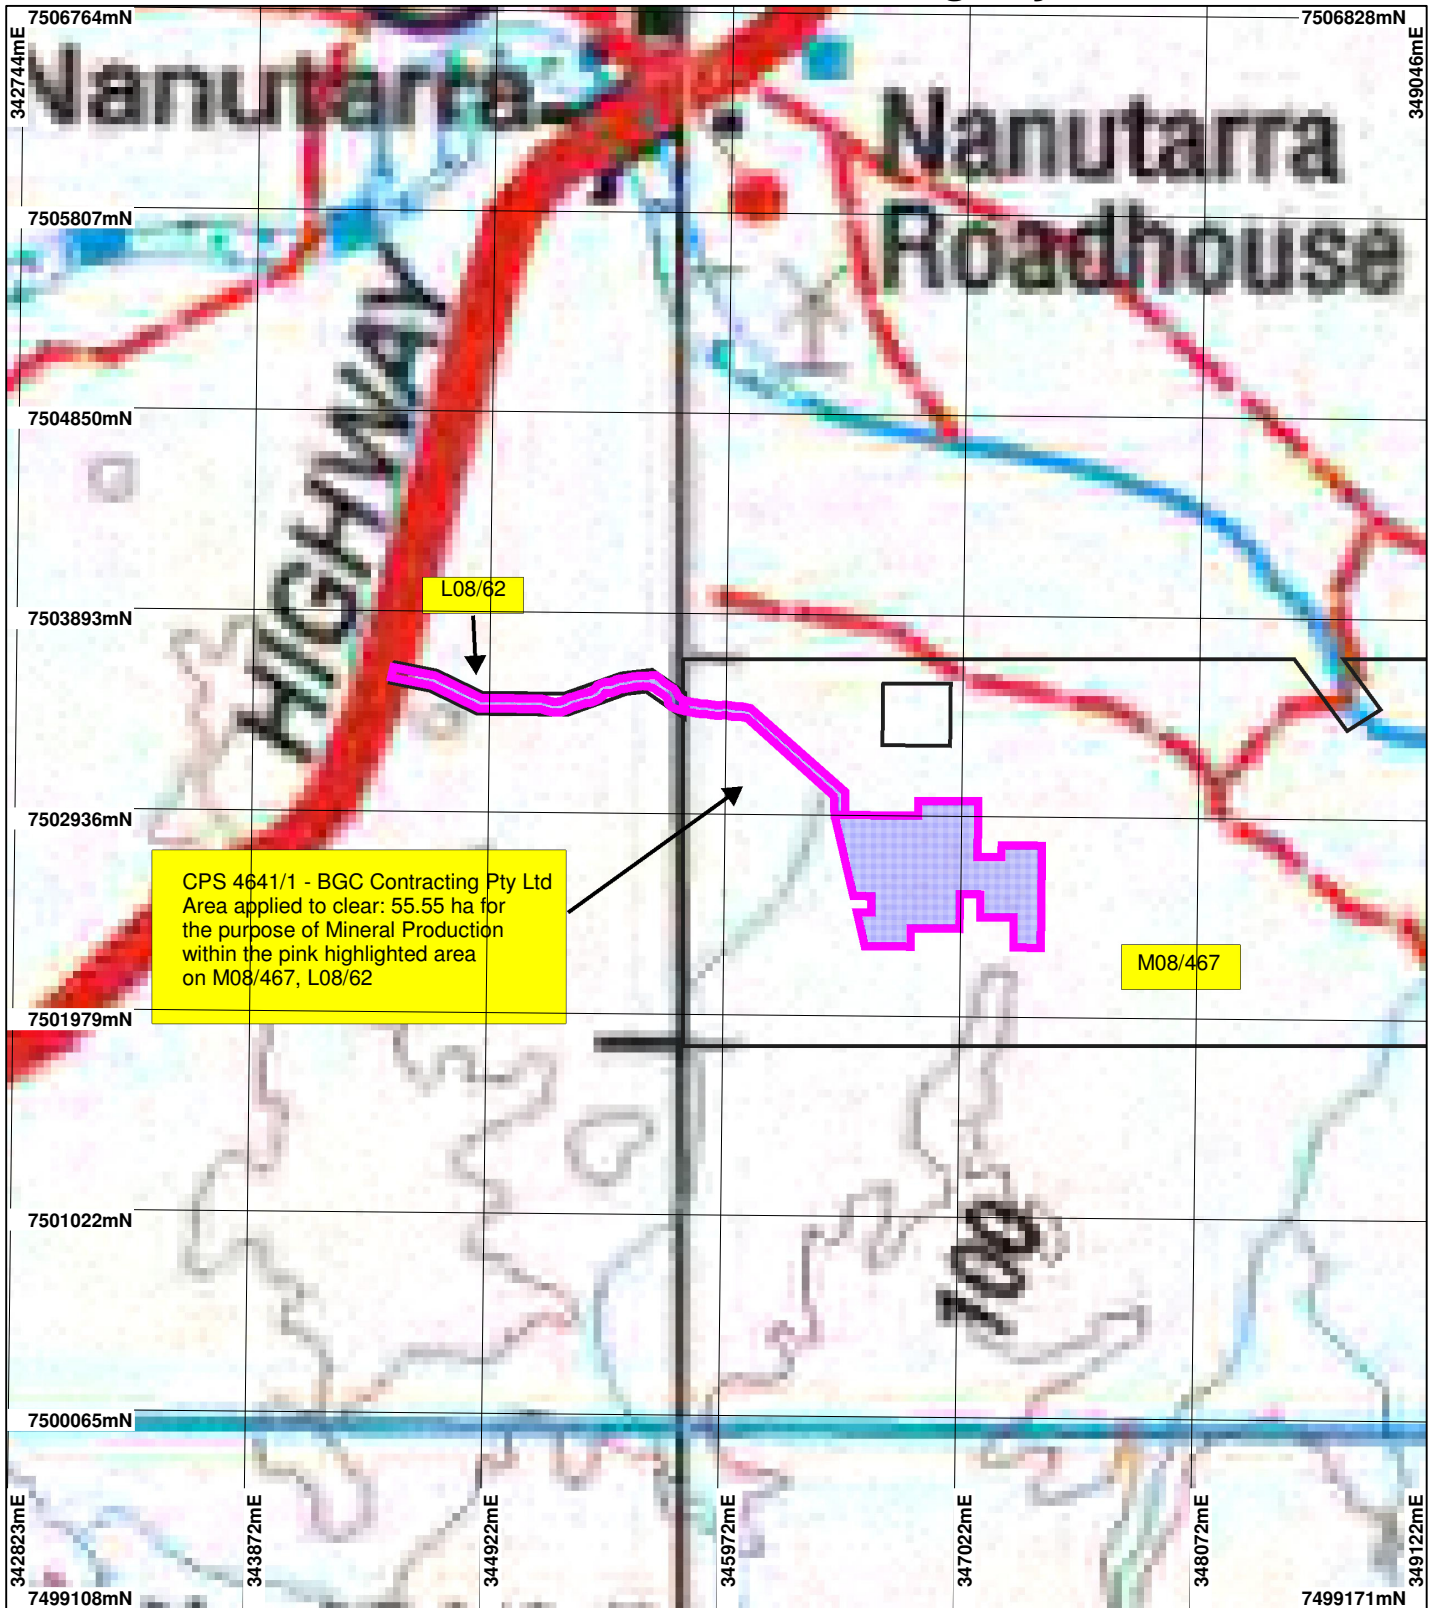 7506764mN
7506828mN
342744mE
349046mE
Nanutarra
Nanutarra
Roadhouse
7505807mN
HIGHWAY
7504850mN
L08/62
7503893mN
7502936mN
CPS 4641/1 - BGC Contracting Pty Ltd
Area applied to clear: 55.55 ha for
the purpose of Mineral Production
within the pink highlighted area
on M08/467, L08/62
M08/467
7501979mN
7501022mN
100
7500065mN
342823mE
343872mE
344922mE
345972mE
347022mE
348072mE
349122mE
7499108mN
7499171mN